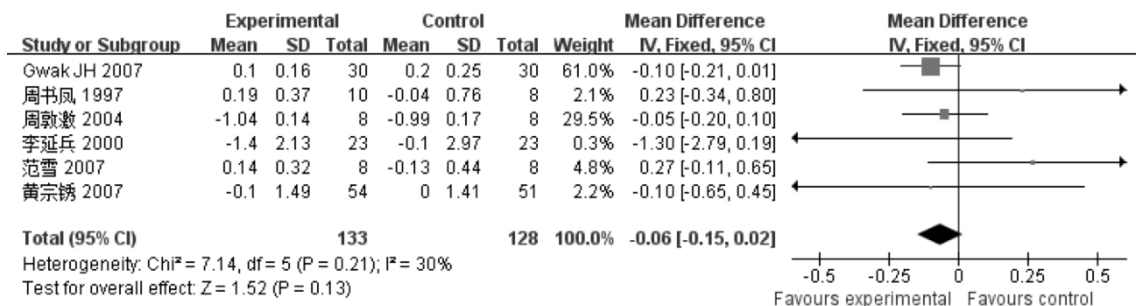 Experimental Control Mean Difference Mean Difference
Study or Subgroup Mean SD Total Mean SD Total Weight IV, Fixed, 95% CI IV, Fixed, 95% CI
Gwak JH 2007 0.1 0.16 30 0.2 0.25 30 61.0% -0.10 [-0.21, 0.01]
周书凤 1997 0.19 0.37 10 -0.04 0.76 8 2.1% 0.23 [-0.34, 0.80]
周敦激 2004 -1.04 0.14 8 -0.99 0.17 8 29.5% -0.05 [-0.20, 0.10]
李延兵 2000 -1.4 2.13 23 -0.1 2.97 23 0.3% -1.30 [-2.79, 0.19]
范雪 2007 0.14 0.32 8 -0.13 0.44 8 4.8% 0.27 [-0.11, 0.65]
黄宗锈 2007 -0.1 1.49 54 0 1.41 51 2.2% -0.10 [-0.65, 0.45]
Total (95% CI) 133 128 100.0% -0.06 [-0.15, 0.02]
Heterogeneity: Chi² = 7.14, df = 5 (P = 0.21); I² = 30%
Test for overall effect: Z = 1.52 (P = 0.13)
-0.5 -0.25 0 0.25 0.5
Favours experimental Favours control